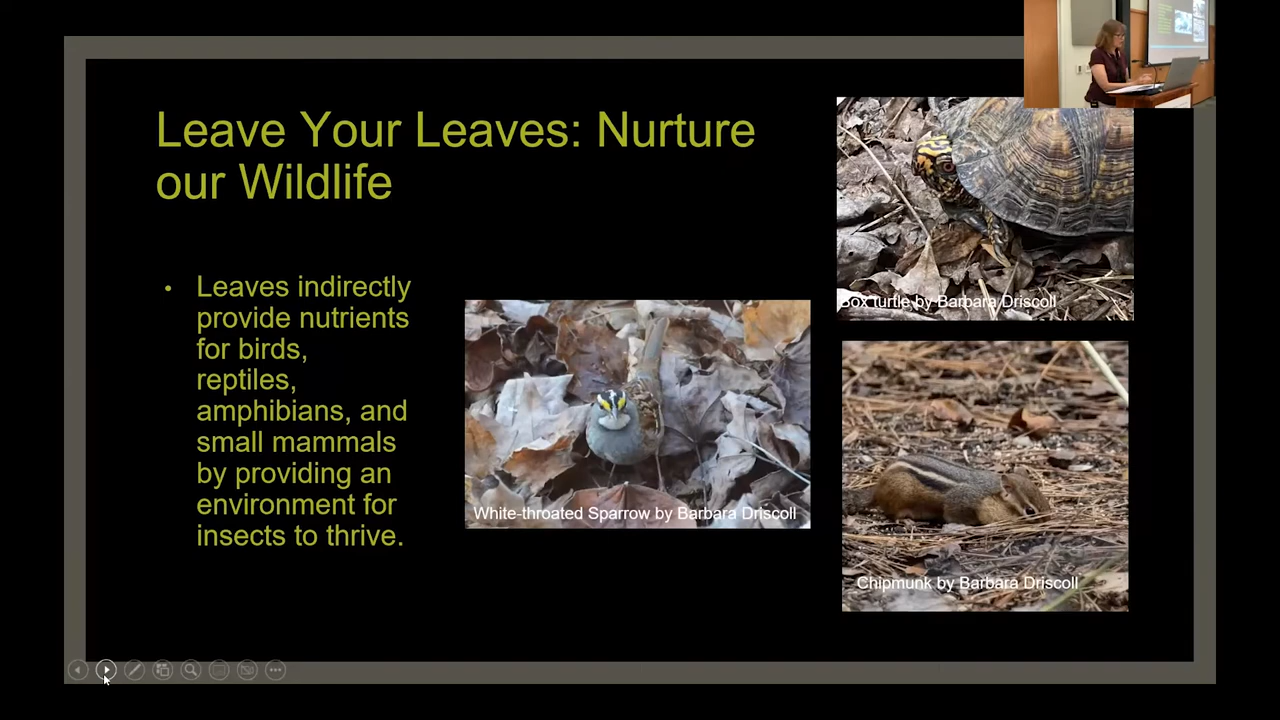 Leave Your Leaves: Nurture
our Wildlife
• Leaves indirectly
provide nutrients
for birds,
reptiles,
amphibians, and
small mammals
by providing an
environment for
insects to thrive.
Box turtle by Barbara Driscoll
White-throated Sparrow by Barbara Driscoll
Chipmunk by Barbara Driscoll